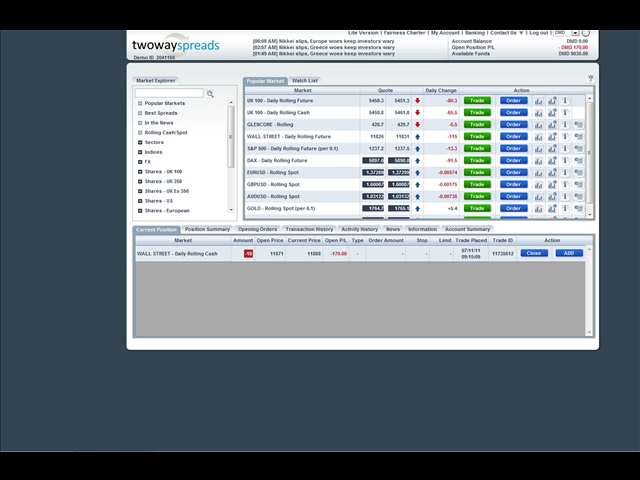 Lite Version | Fairness Charter | My Account | Banking | Contact Us | Log out | DMD
twowayspreads
Demo ID 2041158
[06:08 AM] Nikkei slips, Europe woes keep investors wary
[02:57 AM] Nikkei slips, Greece woes keep investors wary
[01:49 AM] Nikkei slips, Greece woes keep investors wary
Account Balance DMD 0.00
Open Position P/L - DMD 170.00
Available Funds DMD 9030.00
Market Explorer
Popular Markets
Best Spreads
In the News
Rolling Cash/Spot
Sectors
Indices
FX
Shares - UK 100
Shares - UK 250
Shares - UK Ex 350
Shares - US
Shares - European
Popular Market Watch List
Market Quote Daily Change Action
UK 100 - Daily Rolling Future 5450.3 5451.3 -80.3 Trade Order
UK 100 - Daily Rolling Cash 5459.8 5461.8 -65.5 Trade Order
GLENCORE - Rolling 428.7 429.7 -5.5 Trade Order
WALL STREET - Daily Rolling Future 11826 11831 -115 Trade Order
S&P 500 - Daily Rolling Future (per 0.1) 1237.2 1237.5 -13.3 Trade Order
DAX - Daily Rolling Future 5897.0 5898.0 -91.5 Trade Order
EURUSD - Rolling Spot 1.37289 1.37299 -0.00574 Trade Order
GBPUSD - Rolling Spot 1.60067 1.60082 -0.00175 Trade Order
AUDUSD - Rolling Spot -0.00738 Trade Order
GOLD - Rolling Spot (per 0.1) 1764.7 1765.1 +5.4 Trade Order
Current Position Position Summary Opening Orders Transaction History Activity History News Information Account Summary
Market Amount Open Price Current Price Open P/L Type Order Amount Stop Limit Trade Placed Trade ID Action
WALL STREET - Daily Rolling Cash -10 11871 11888 -170.00 - - - - 07/11/11 09:15:09 11735612 Close ADD